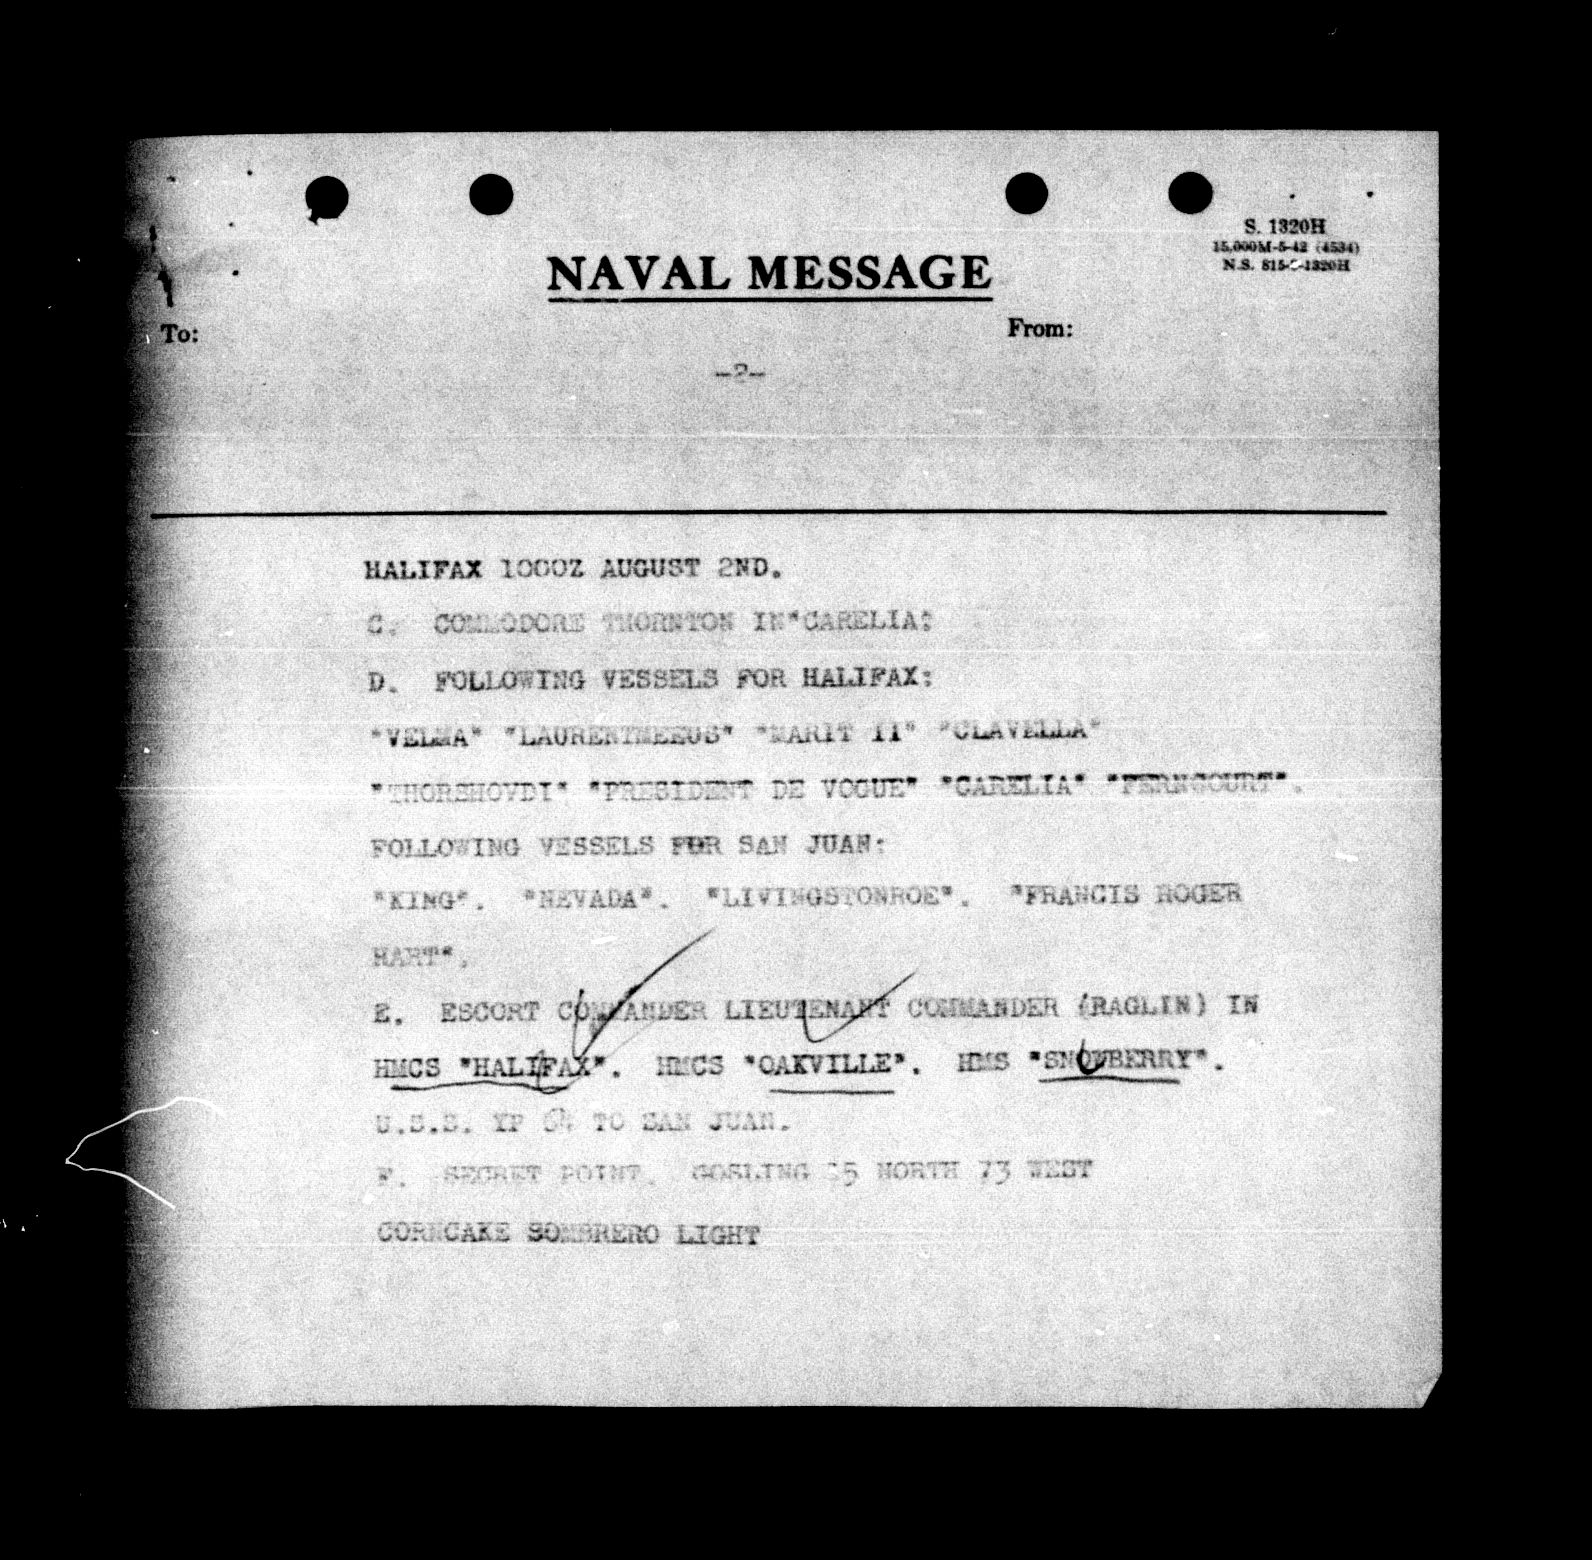 S. 1320H
15,000M-5-42 (4534)
N.S. 815-9-1320H
NAVAL MESSAGE
To: From:
-2-
HALIFAX 1000Z AUGUST 2ND.
C. COMMODORE THORNTON IN"CARELIA:
D. FOLLOWING VESSELS FOR HALIFAX:
"VELMA" "LAURENTMEEUS" "MARIT II" "CLAVELLA"
"THORSHOVDI" "PRESIDENT DE VOGUE" "CARELIA" "FERNCOURT".
FOLLOWING VESSELS FOR SAN JUAN:
"KING". "NEVADA". "LIVINGSTONROE". "FRANCIS ROGER
HART".
E. ESCORT COMMANDER LIEUTENANT COMMANDER (RAGLIN) IN
HMCS "HALIFAX". HMCS "OAKVILLE". HMS "SNOWBERRY".
U.S.S. YP TO SAN JUAN.
F. SECRET POINT. GOSLING NORTH 73 WEST
CORNCAKE SOMBRERO LIGHT